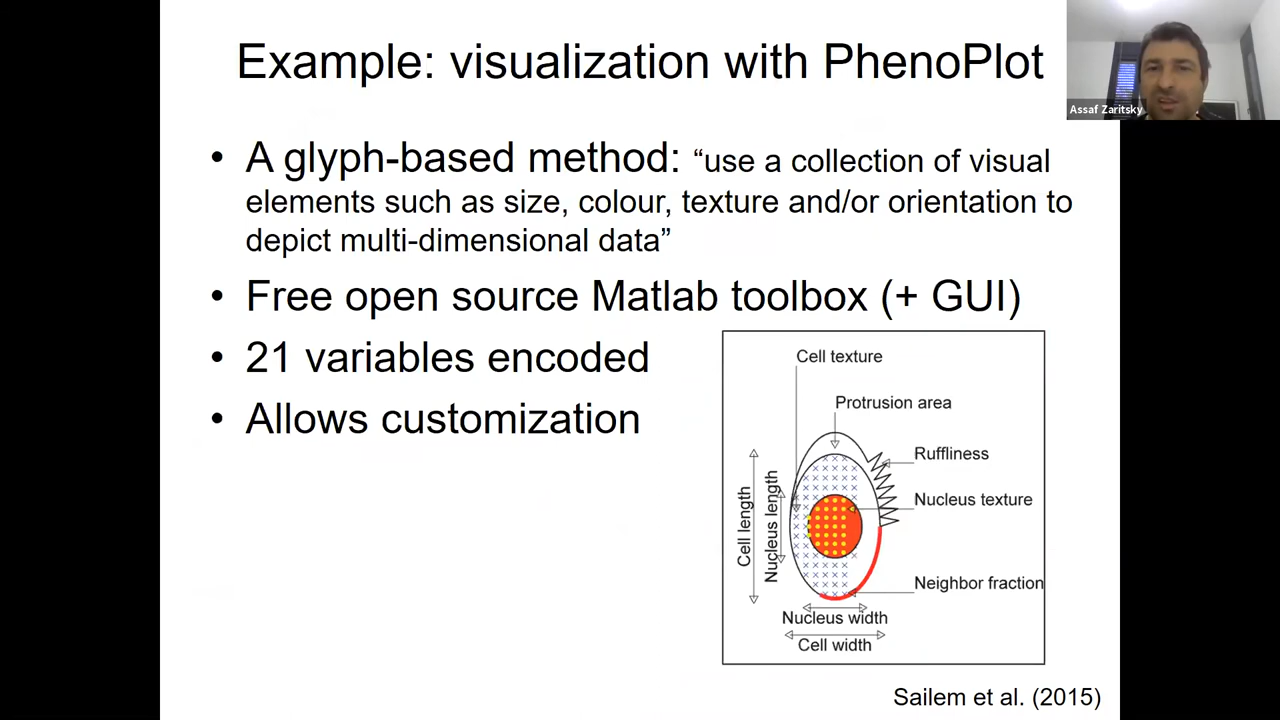 Example: visualization with PhenoPlot
Assaf Zaritsky
• A glyph-based method: “use a collection of visual
elements such as size, colour, texture and/or orientation to
depict multi-dimensional data”
• Free open source Matlab toolbox (+ GUI)
• 21 variables encoded
• Allows customization
Cell texture
Protrusion area
Ruffliness
Nucleus texture
Neighbor fraction
Cell length
Nucleus length
Nucleus width
Cell width
Sailem et al. (2015)